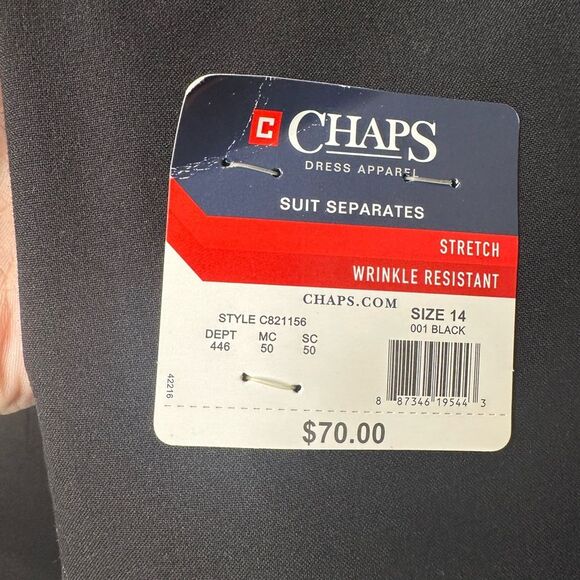 C CHAPS
DRESS APPAREL
SUIT SEPARATES
STRETCH
WRINKLE RESISTANT
CHAPS.COM
STYLE C821156
SIZE 14
DEPT MC SC
001 BLACK
446 50 50
42216
8 87346 19544 3
$70.00